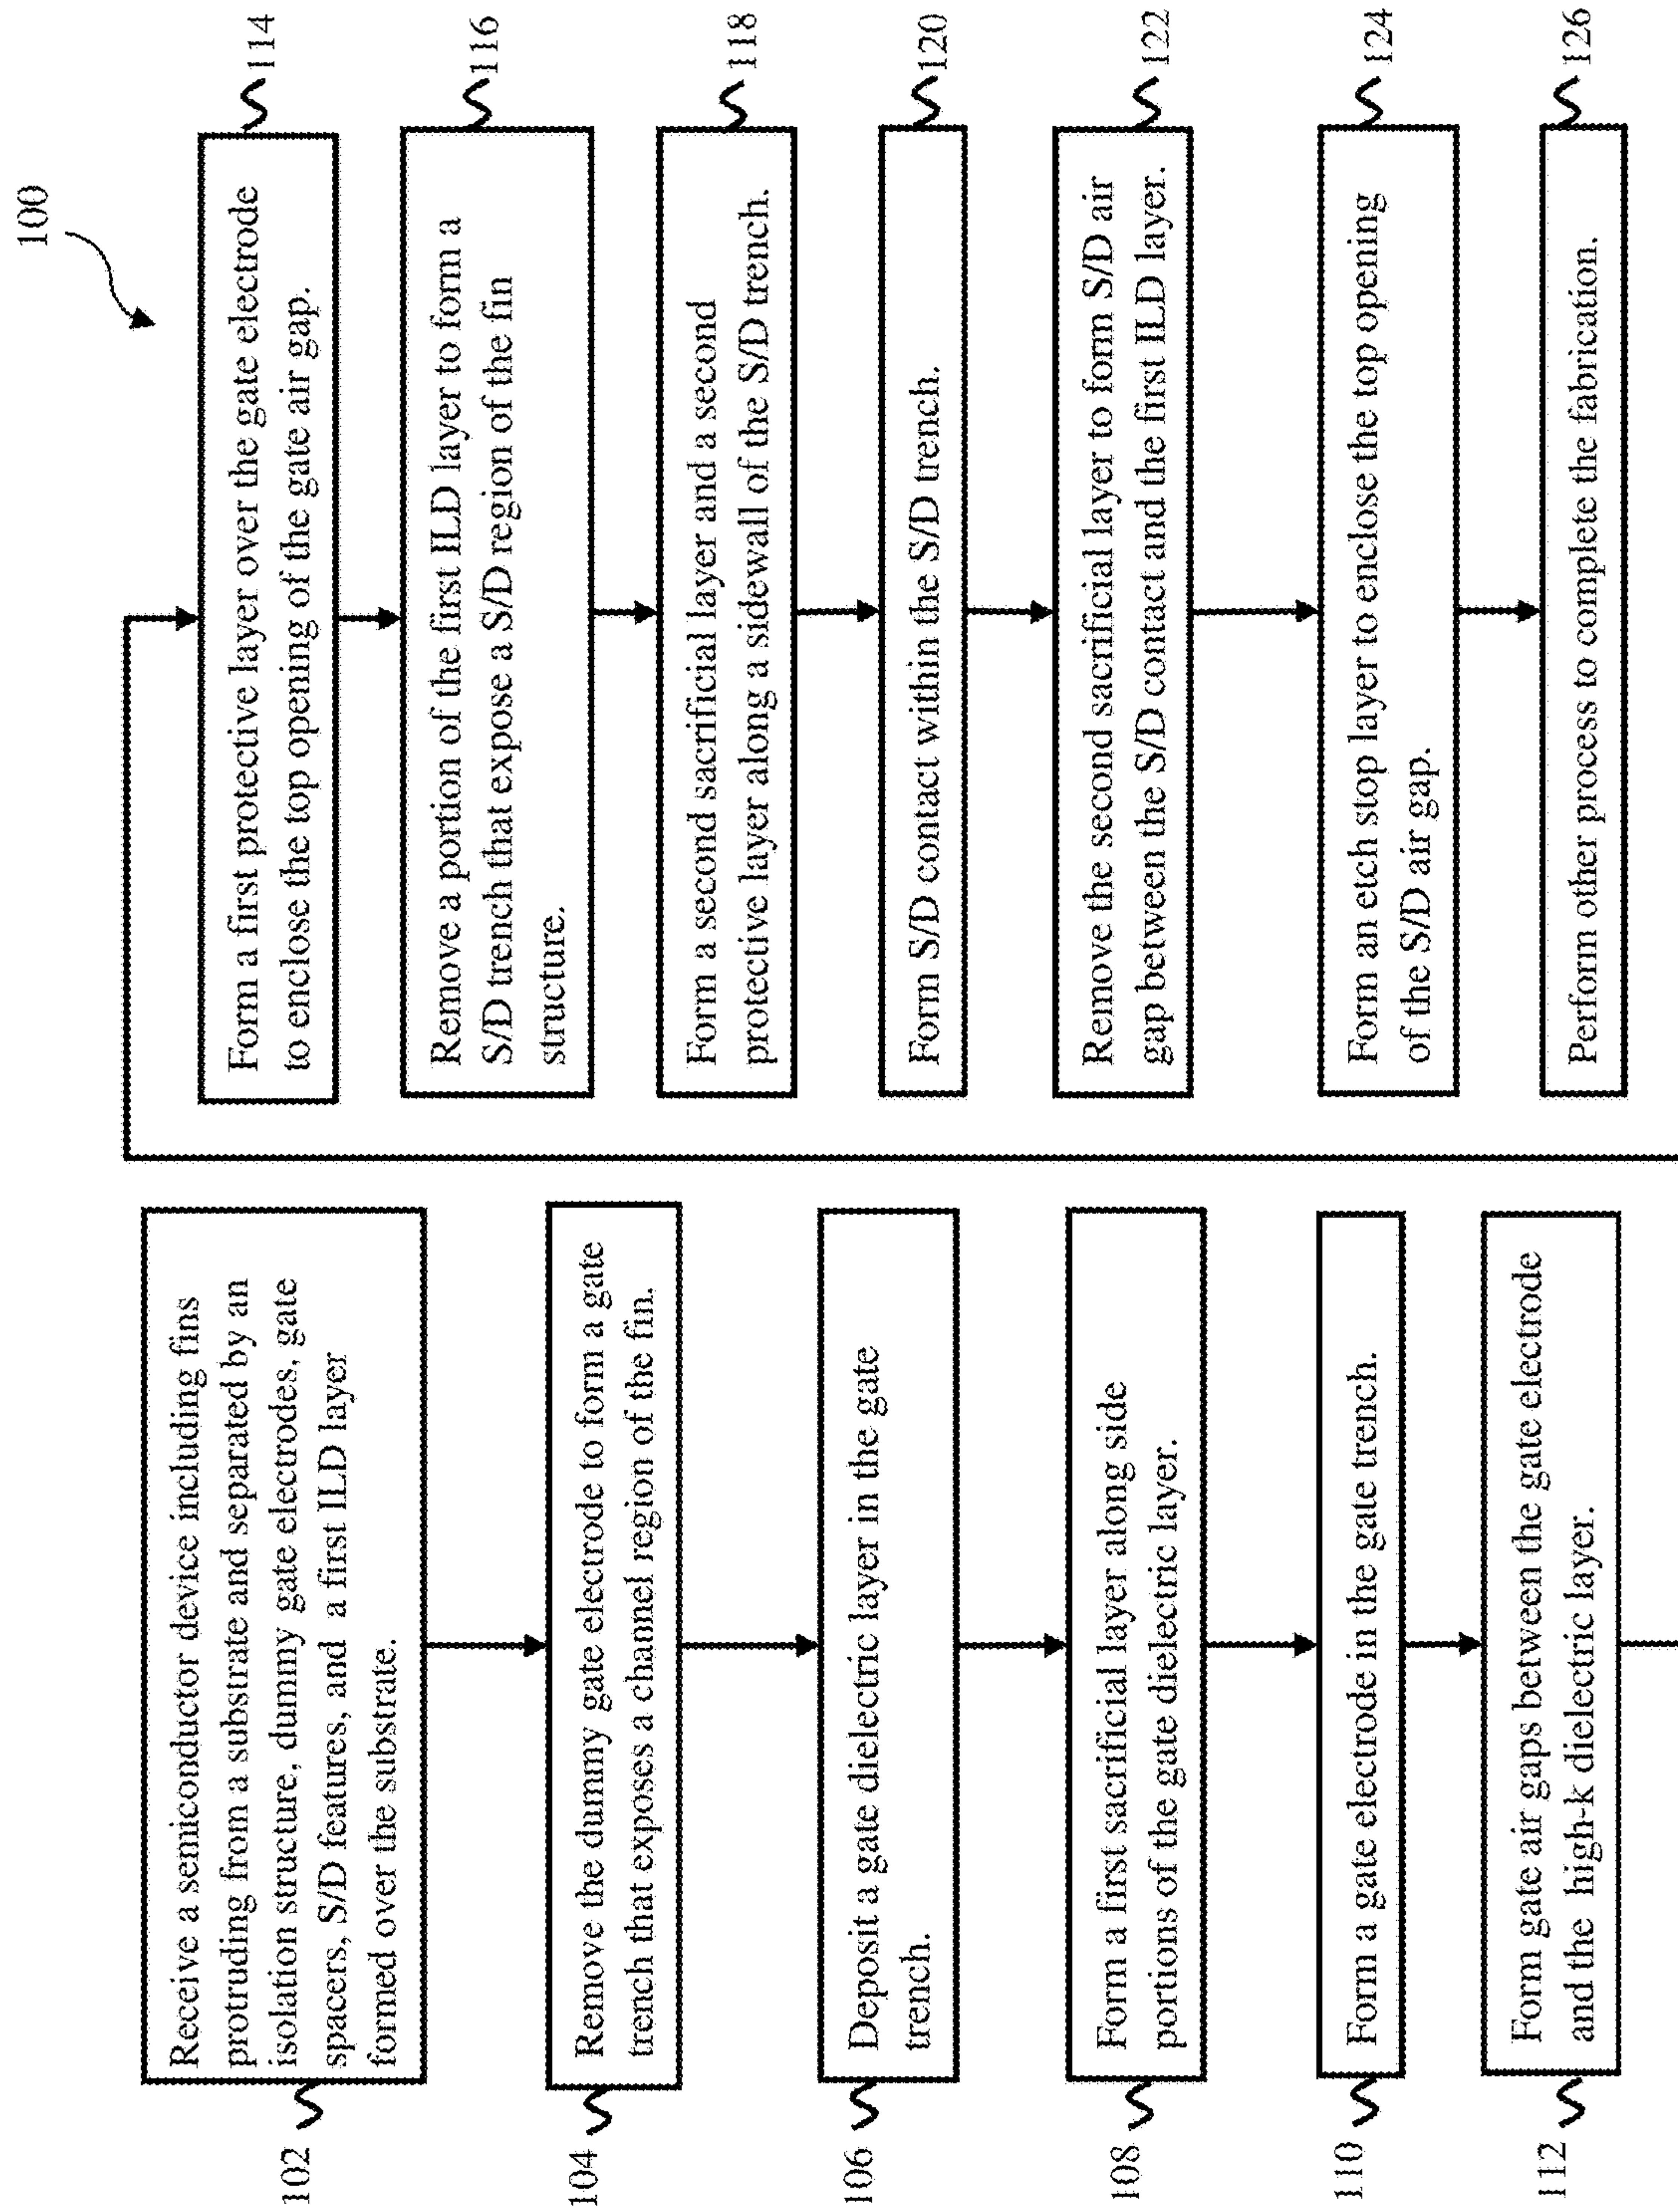 100
102
Receive a semiconductor device including fins
protruding from a substrate and separated by an
isolation structure, dummy gate electrodes, gate
spacers, S/D features, and a first ILD layer
formed over the substrate.
104
Remove the dummy gate electrode to form a gate
trench that exposes a channel region of the fin.
106
Deposit a gate dielectric layer in the gate
trench.
108
Form a first sacrificial layer along side
portions of the gate dielectric layer.
110
Form a gate electrode in the gate trench.
112
Form gate air gaps between the gate electrode
and the high-k dielectric layer.
Form a first protective layer over the gate electrode
to enclose the top opening of the gate air gap.
114
Remove a portion of the first ILD layer to form a
S/D trench that expose a S/D region of the fin
structure.
116
Form a second sacrificial layer and a second
protective layer along a sidewall of the S/D trench.
118
Form S/D contact within the S/D trench.
120
Remove the second sacrificial layer to form S/D air
gap between the S/D contact and the first ILD layer.
122
Form an etch stop layer to enclose the top opening
of the S/D air gap.
124
Perform other process to complete the fabrication.
126